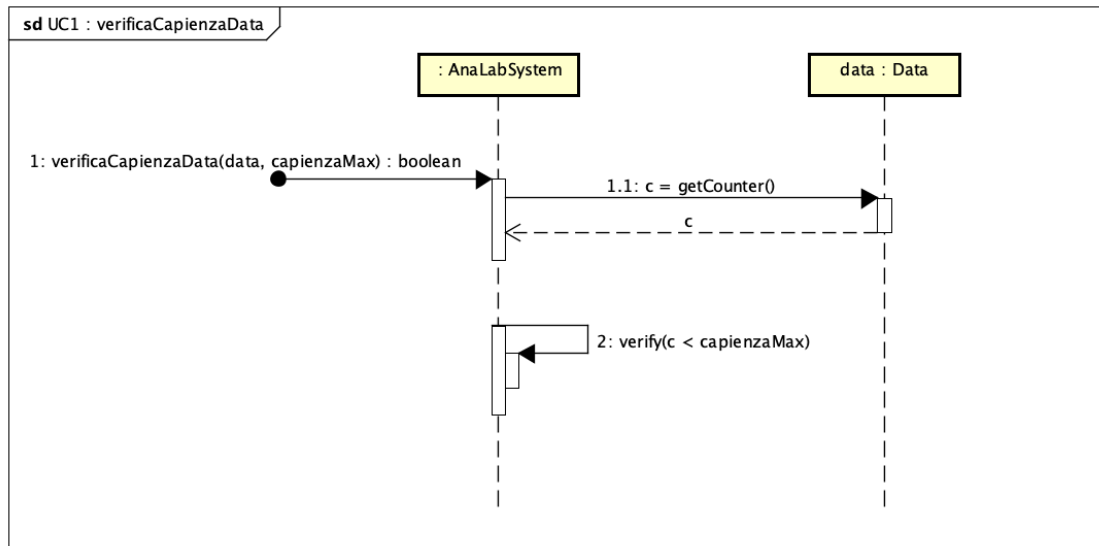 sd UC1 : verificaCapienzaData
: AnaLabSystem
data : Data
1: verificaCapienzaData(data, capienzaMax) : boolean
1.1: c = getCounter()
c
2: verify(c < capienzaMax)